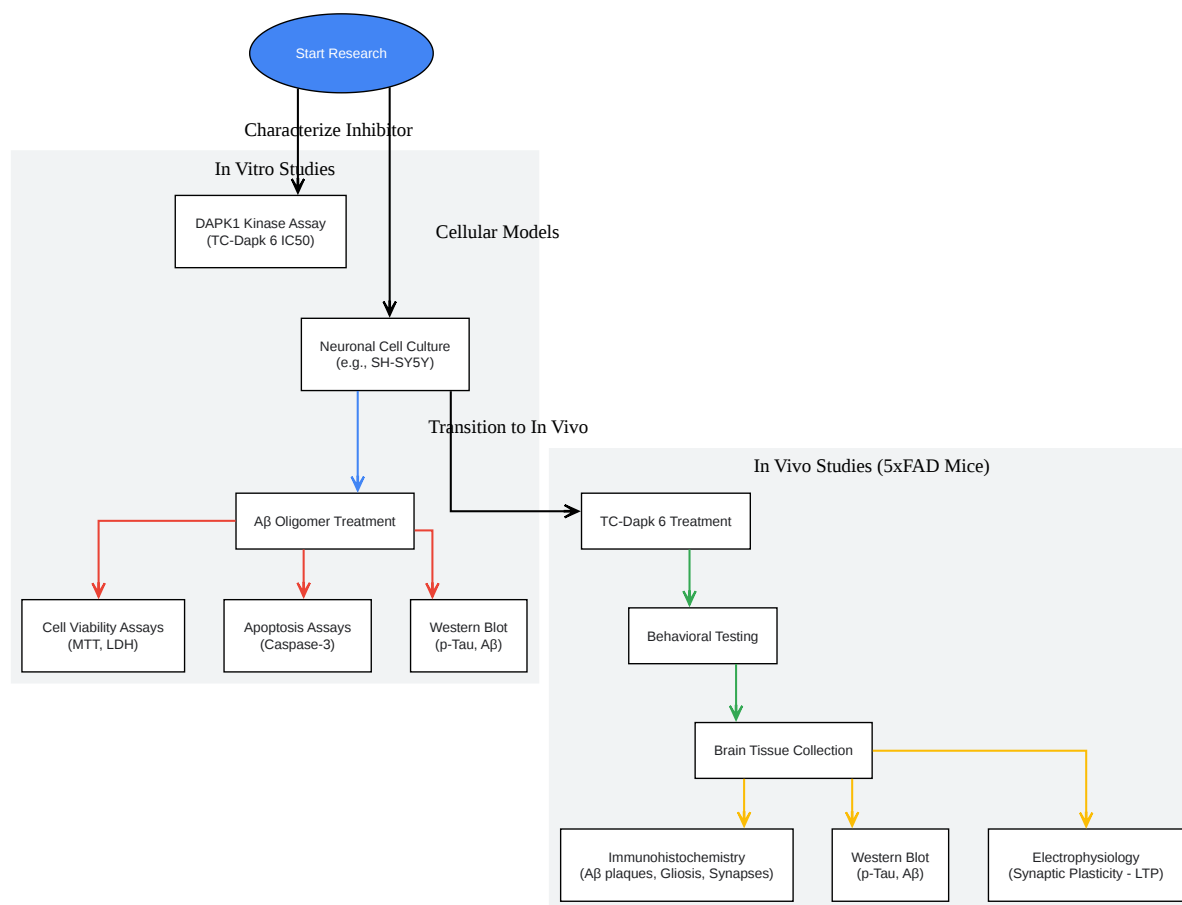 Start Research
Characterize Inhibitor
In Vitro Studies
DAPK1 Kinase Assay
(TC-Dapk 6 IC50)
Cellular Models
Neuronal Cell Culture
(e.g., SH-SY5Y)
Transition to In Vivo
In Vivo Studies (5xFAD Mice)
Aβ Oligomer Treatment
TC-Dapk 6 Treatment
Cell Viability Assays
(MTT, LDH)
Apoptosis Assays
(Caspase-3)
Western Blot
(p-Tau, Aβ)
Behavioral Testing
Brain Tissue Collection
Immunohistochemistry
(Aβ plaques, Gliosis, Synapses)
Western Blot
(p-Tau, Aβ)
Electrophysiology
(Synaptic Plasticity - LTP)